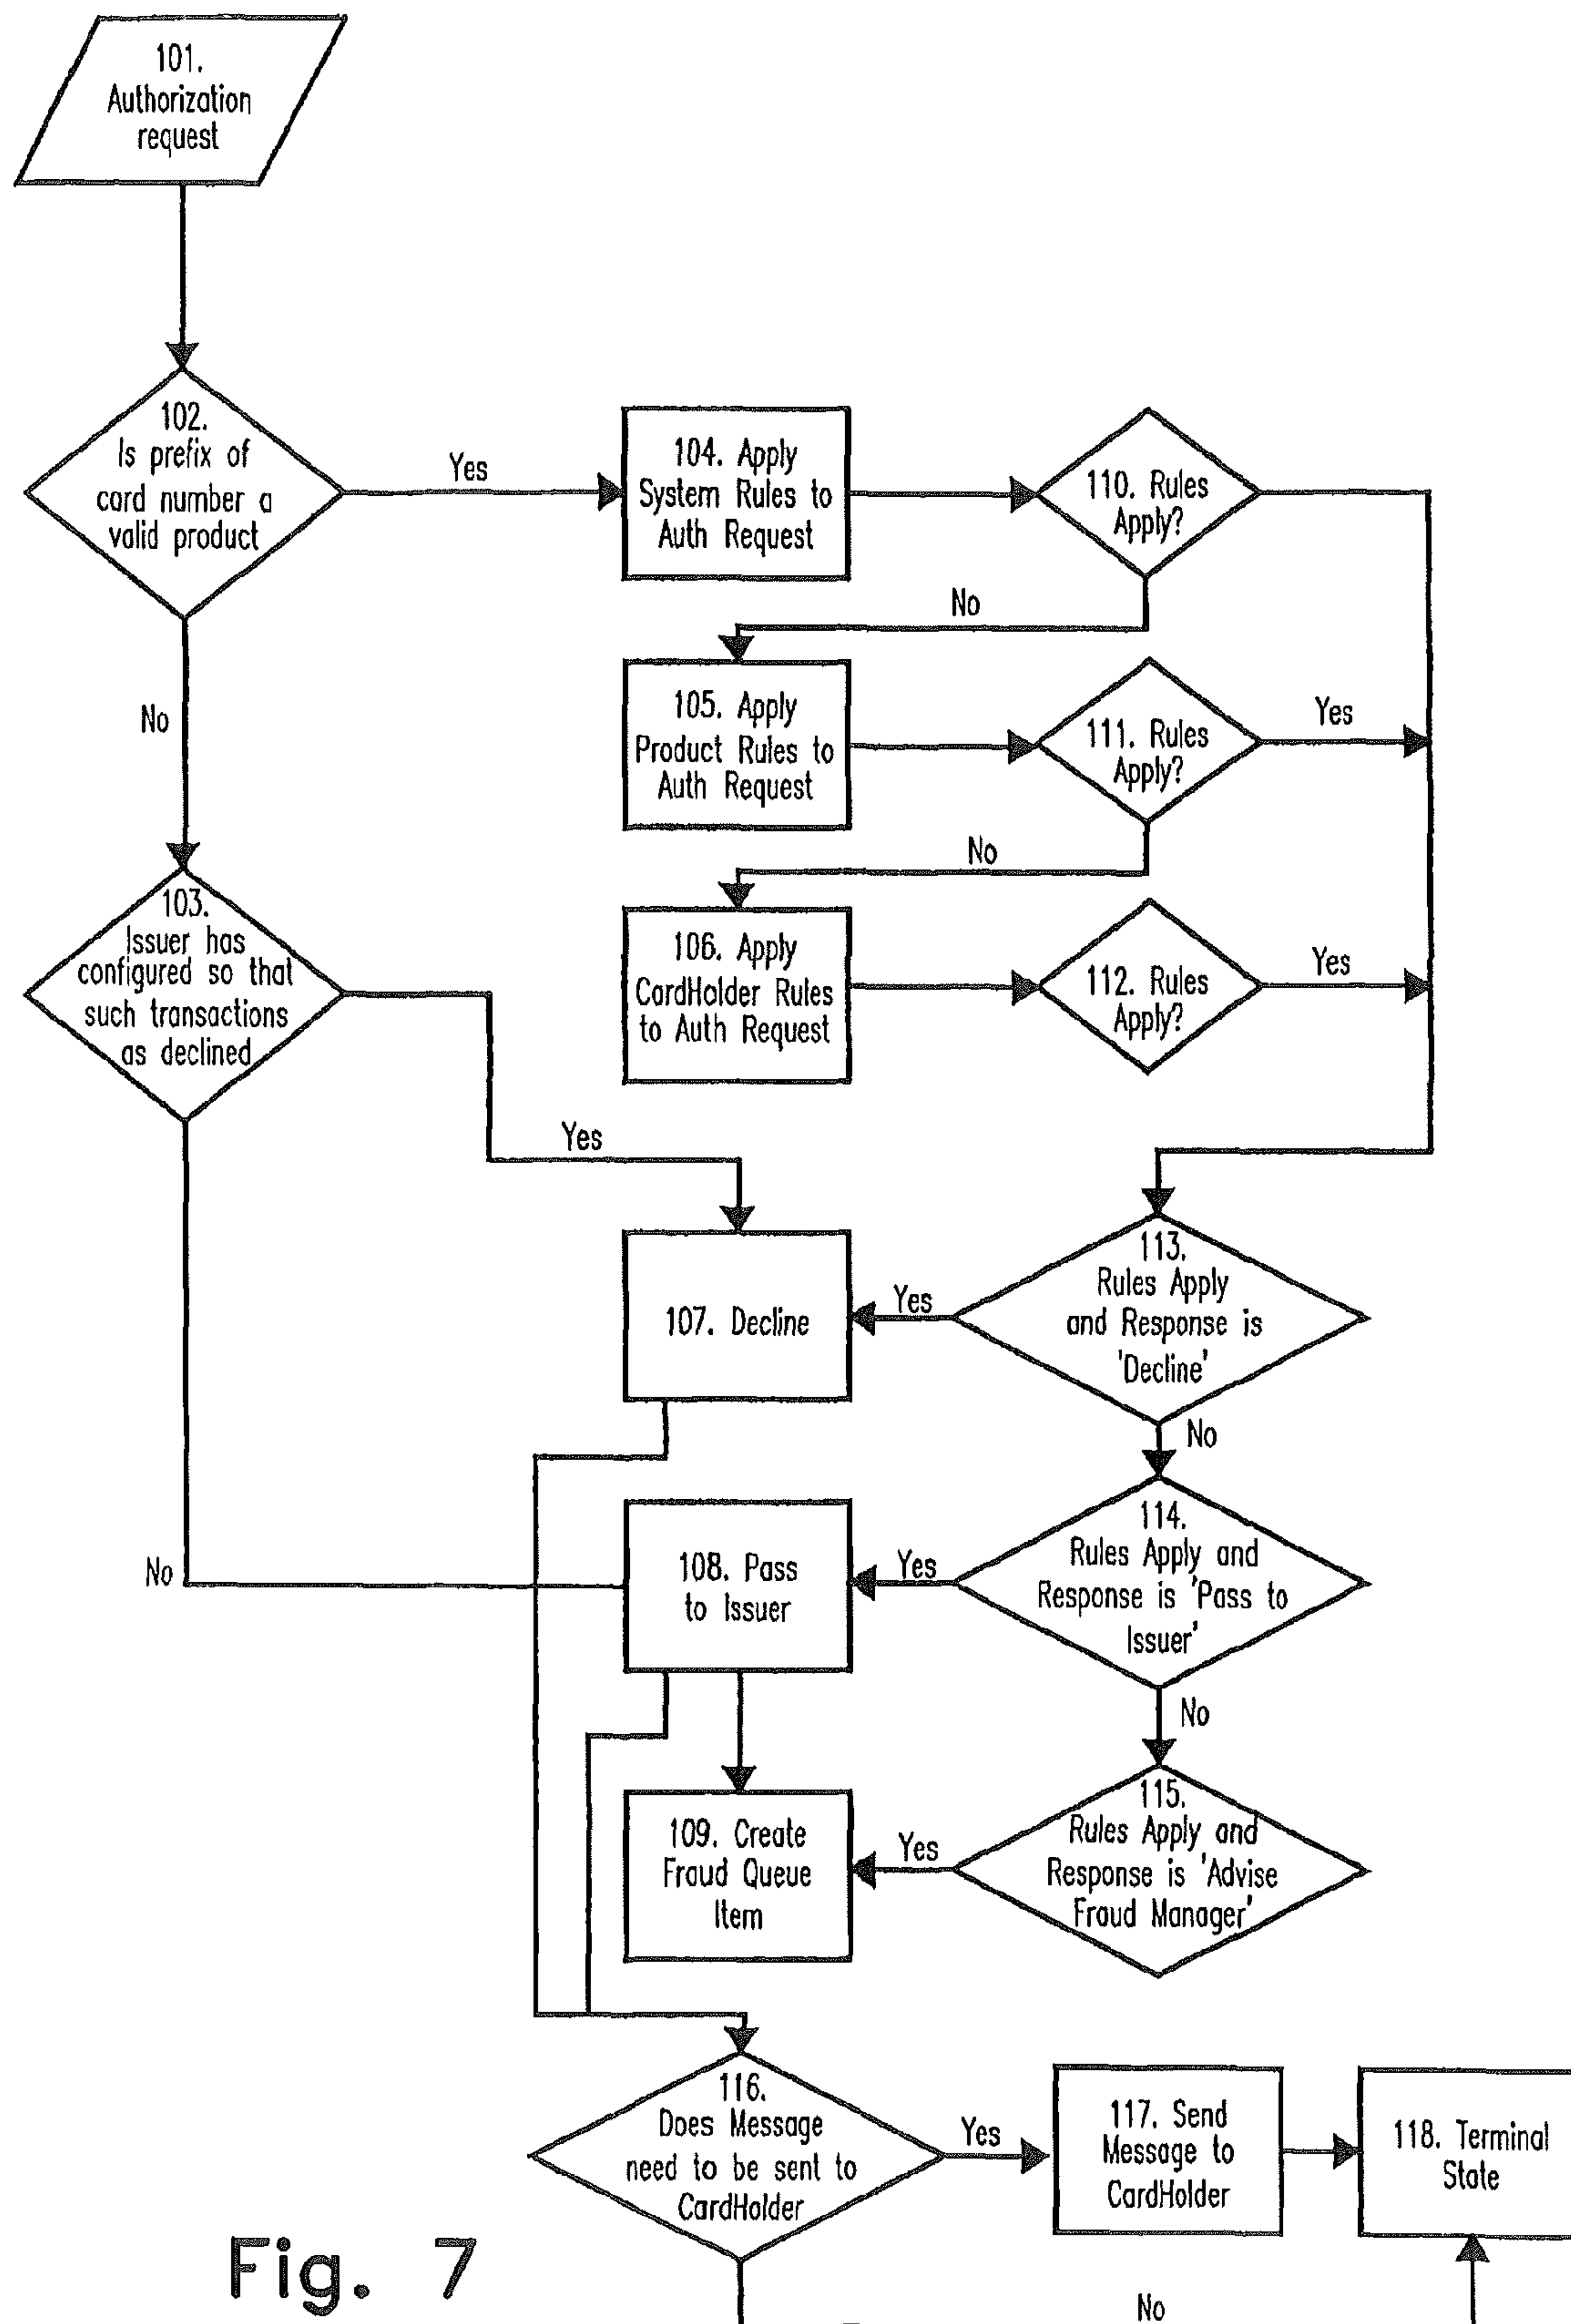 101.
Authorization
request
102.
Is prefix of
card number a
valid product
Yes
104. Apply
System Rules to
Auth Request
110. Rules
Apply?
No
No
105. Apply
Product Rules to
Auth Request
111. Rules
Apply?
Yes
No
103.
Issuer has
configured so that
such transactions
as declined
106. Apply
CardHolder Rules
to Auth Request
112. Rules
Apply?
Yes
Yes
107. Decline
Yes
113.
Rules Apply
and Response is
'Decline'
No
No
108. Pass
to Issuer
Yes
114.
Rules Apply and
Response is 'Pass to
Issuer'
No
109. Create
Fraud Queue
Item
Yes
115.
Rules Apply and
Response is 'Advise
Fraud Manager'
116.
Does Message
need to be sent to
CardHolder
Yes
117. Send
Message to
CardHolder
118. Terminal
State
No
Fig. 7